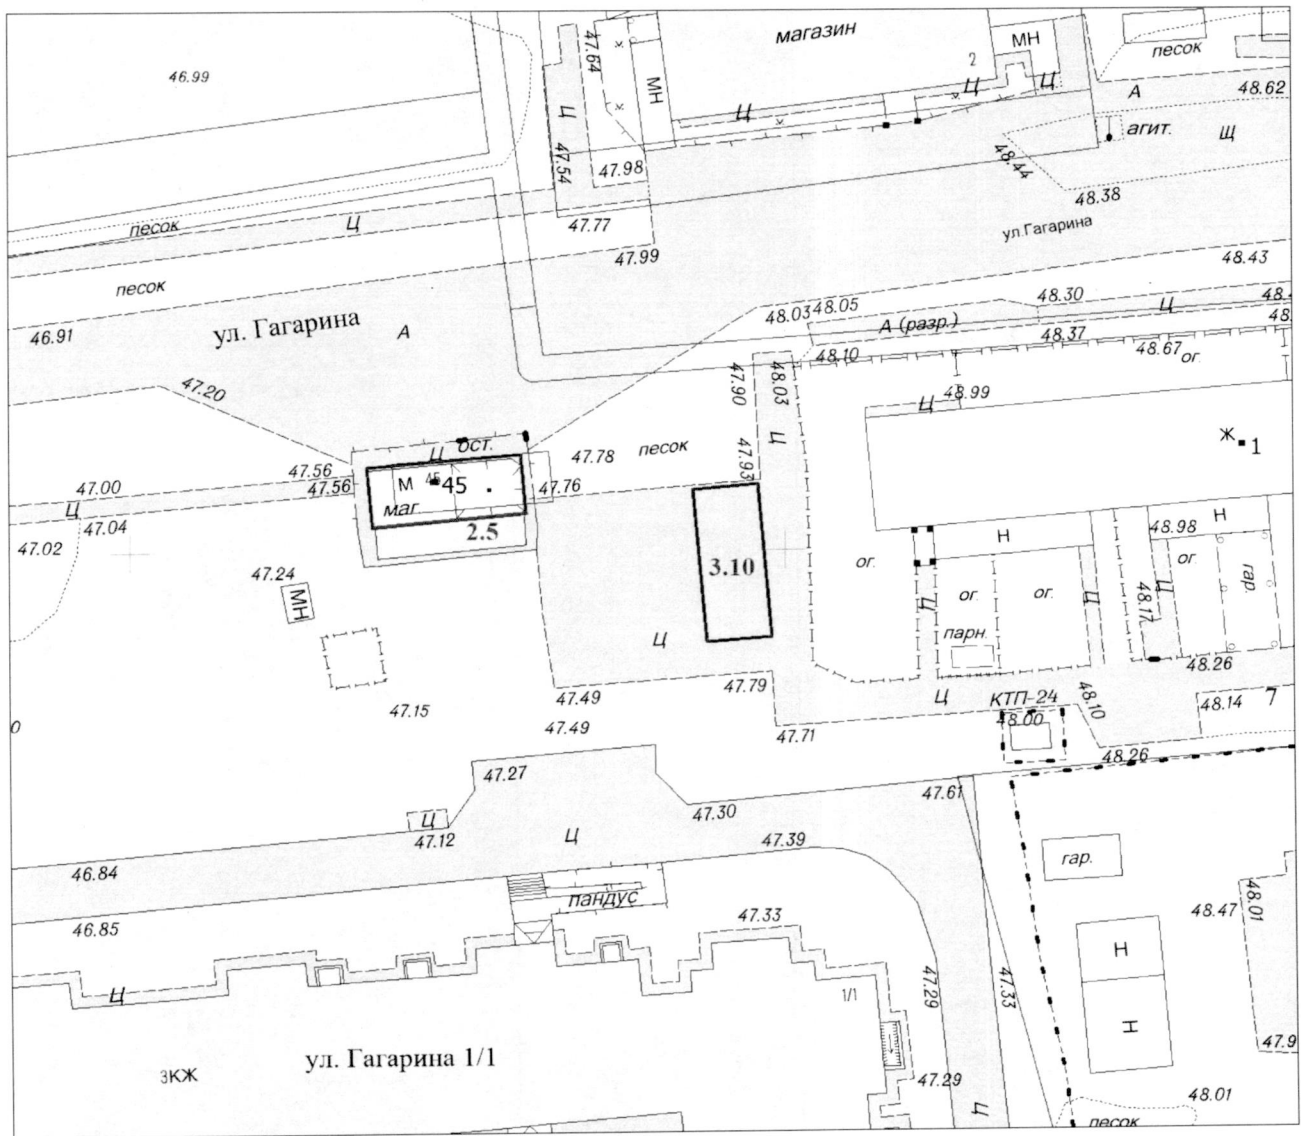 46.99
47.64
МН
магазин
2
МН
песок
Ц
Ц
Ц
Ц
А
48.62
агит.
Щ
47.54
47.98
48.44
48.38
песок
Ц
47.77
ул.Гагарина
47.99
48.43
песок
46.91
ул. Гагарина
А
48.03
48.05
48.30
Ц
А (разр.)
48.37
48.10
48.67
ог.
47.20
47.90
48.03
Ц
48.99
Ж
1
Ц
ост.
47.78
песок
47.93
Ц
47.56
47.56
47.00
Ц
47.04
47.02
М
45
45
маг.
47.76
2.5
3.10
Н
48.98
Н
ог.
ог.
ог.
ог.
гар.
47.24
МН
Ц
Ц
48.17
Ц
парн.
Ц
48.26
47.49
47.79
47.15
47.49
47.71
Ц
КТП-24
48.00
48.10
48.14
7
0
48.26
47.27
47.30
47.61
Ц
47.12
Ц
47.39
46.84
гар.
46.85
пандус
47.33
48.47
48.01
Н
Ц
1/1
47.29
47.33
Н
ул. Гагарина 1/1
3КЖ
47.29
Ц
48.01
песок